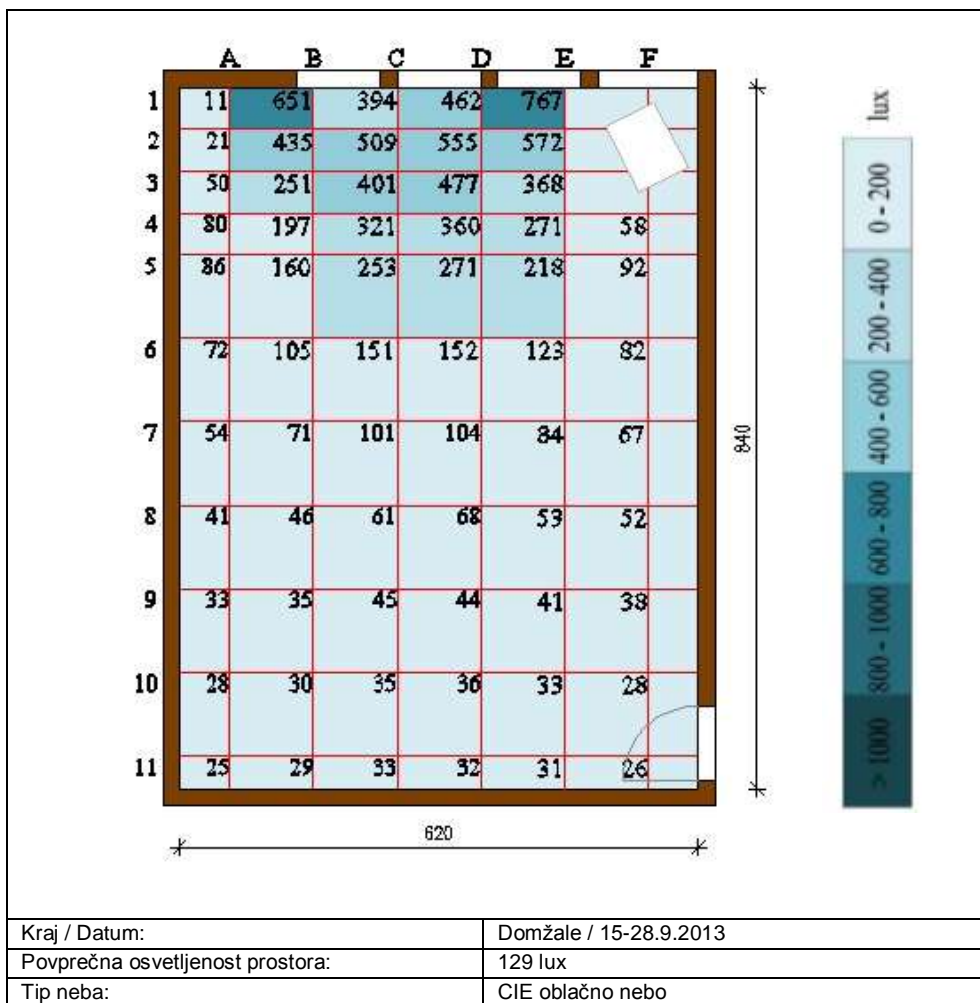 A B C D E F
1 11 651 394 462 767
2 21 435 509 555 572
3 50 251 401 477 368
4 80 197 321 360 271 58
5 86 160 253 271 218 92
6 72 105 151 152 123 82
7 54 71 101 104 84 67
8 41 46 61 68 53 52
9 33 35 45 44 41 38
10 28 30 35 36 33 28
11 25 29 33 32 31 26
620
840
lux
0 - 200
200 - 400
400 - 600
600 - 800
800 - 1000
> 1000
Kraj / Datum: Domžale / 15-28.9.2013
Povprečna osvetljenost prostora: 129 lux
Tip neba: CIE oblačno nebo